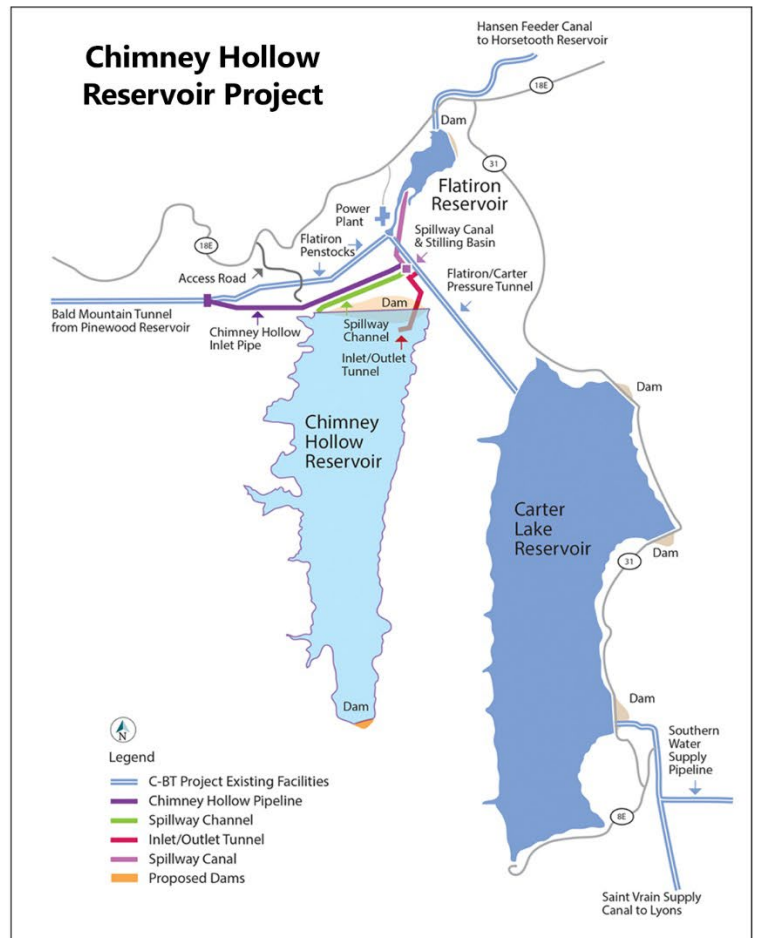 Chimney Hollow
Reservoir Project
Hansen Feeder Canal
to Horsetooth Reservoir
18E
Dam
31
Flatiron
Reservoir
Power
Plant
Spillway Canal
& Stilling Basin
Flatiron
Penstocks
18E
Access Road
Flatiron/Carter
Pressure Tunnel
Dam
Bald Mountain Tunnel
from Pinewood Reservoir
Chimney Hollow
Inlet Pipe
Spillway
Channel
Inlet/Outlet
Tunnel
Dam
Chimney
Hollow
Reservoir
Carter
Lake
Reservoir
Dam
31
Dam
Dam
Southern
Water
Supply
Pipeline
8E
Saint Vrain Supply
Canal to Lyons
N
Legend
C-BT Project Existing Facilities
Chimney Hollow Pipeline
Spillway Channel
Inlet/Outlet Tunnel
Spillway Canal
Proposed Dams